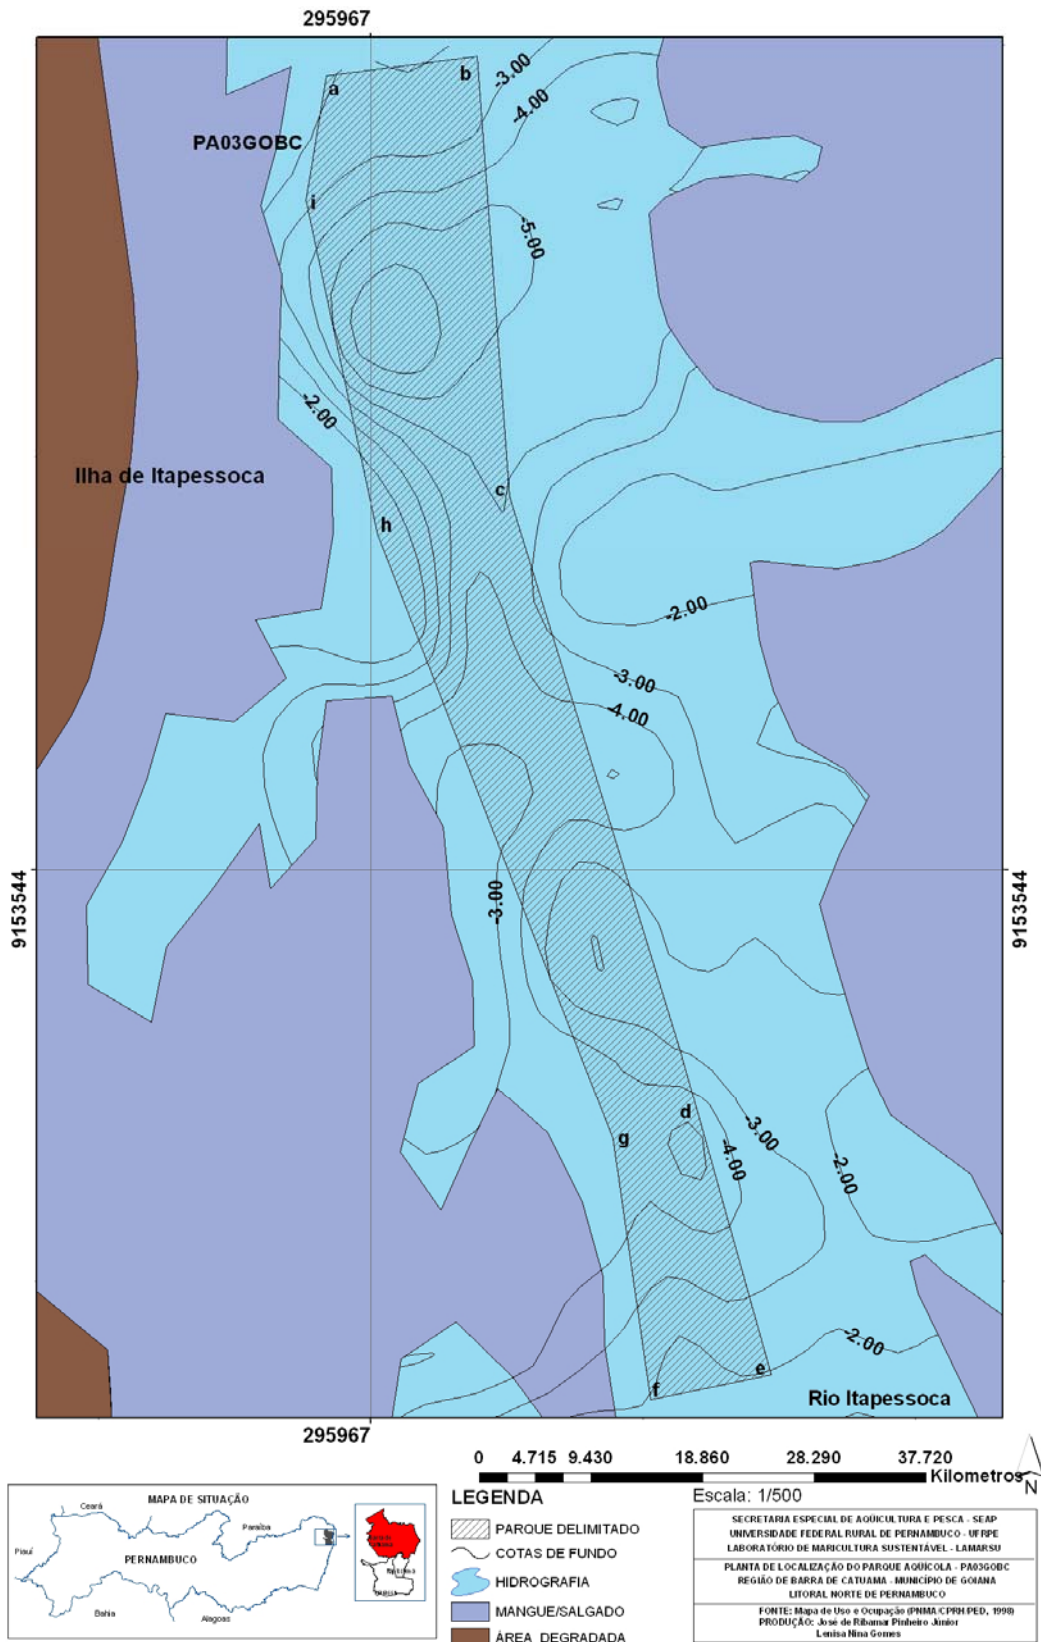 295967
-3.00
b
a
-4.00
PA03GOBC
i
-5.00
-2.00
Ilha de Itapessoca
c
h
-2.00
-3.00
-4.00
9153544
-3.00
9153544
d
g
-3.00
-4.00
-2.00
-2.00
e
f
Rio Itapessoca
295967
0 4.715 9.430 18.860 28.290 37.720
Kilometros
N
Escala: 1/500
LEGENDA
PARQUE DELIMITADO
COTAS DE FUNDO
HIDROGRAFIA
MANGUE/SALGADO
ÁREA DEGRADADA
MAPA DE SITUAÇÃO
Ceará
Paraíba
Piauí
PERNAMBUCO
Bahia
Alagoas
SECRETARIA ESPECIAL DE AQÜICULTURA E PESCA - SEAP
UNIVERSIDADE FEDERAL RURAL DE PERNAMBUCO - UFRPE
LABORATÓRIO DE MARICULTURA SUSTENTÁVEL - LAMARSU
PLANTA DE LOCALIZAÇÃO DO PARQUE AQÜÍCOLA - PA03GOBC
REGIÃO DE BARRA DE CATUAMA - MUNICÍPIO DE GOIANA
LITORAL NORTE DE PERNAMBUCO
FONTE: Mapa de Uso e Ocupação (PNMA/CPRH/PED, 1998)
PRODUÇÃO: José de Ribamar Pinheiro Júnior
Lenisa Nina Gomes